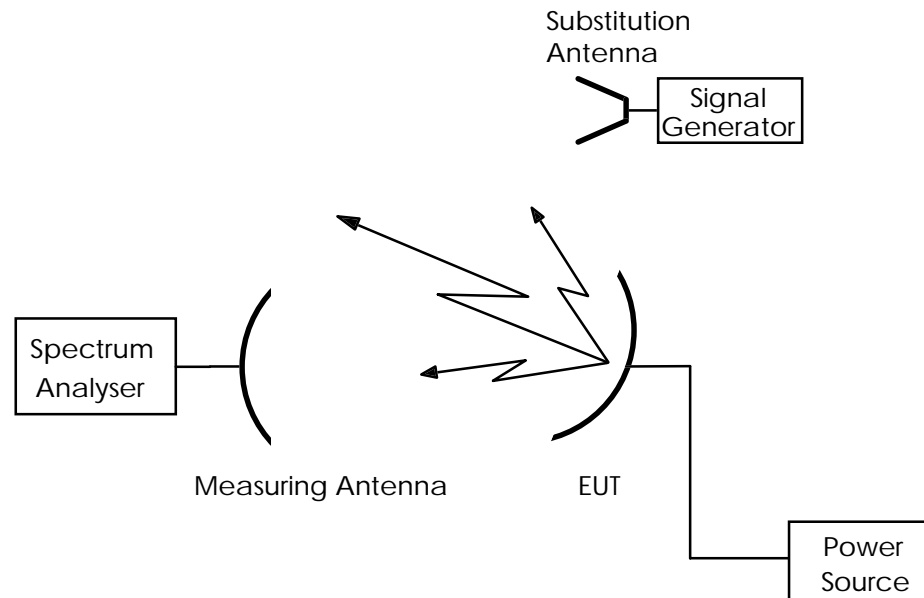 Substitution
Antenna
Signal
Generator
Spectrum
Analyser
Measuring Antenna
EUT
Power
Source